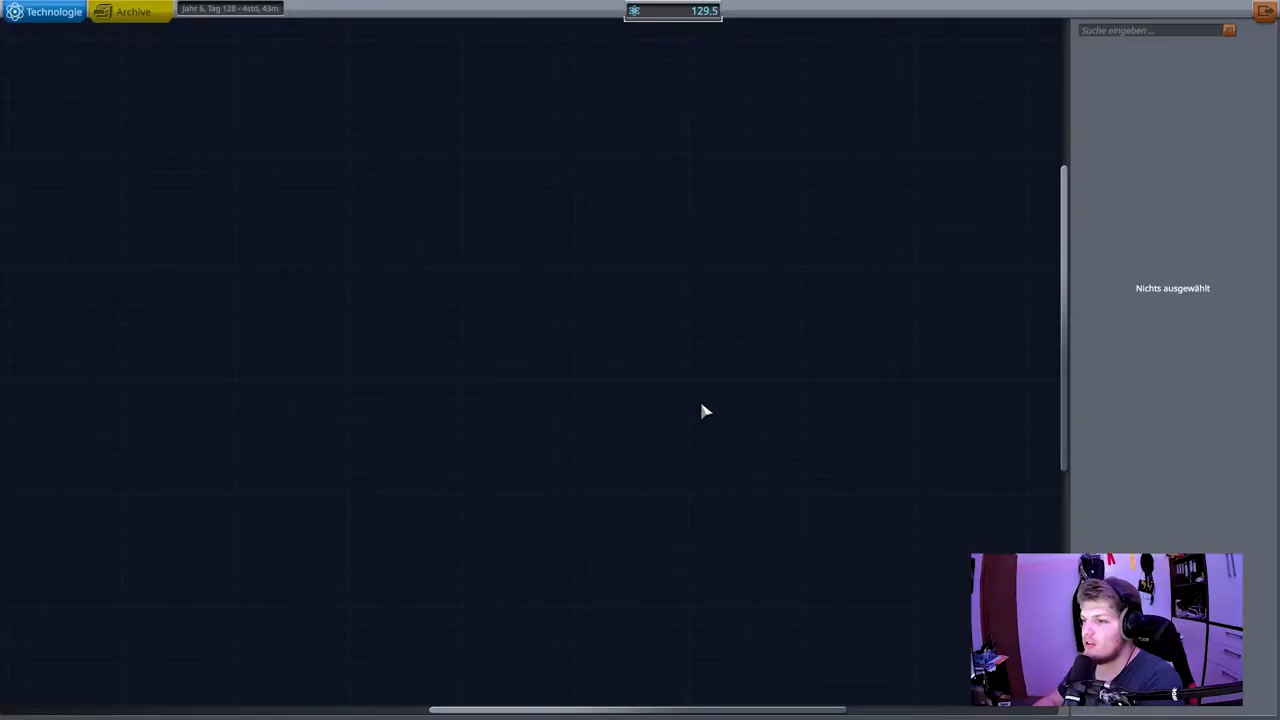 Technologie
Archive
Jahr 6, Tag 128 - 4std, 43m
129.5
Suche eingeben ...
Nichts ausgewählt